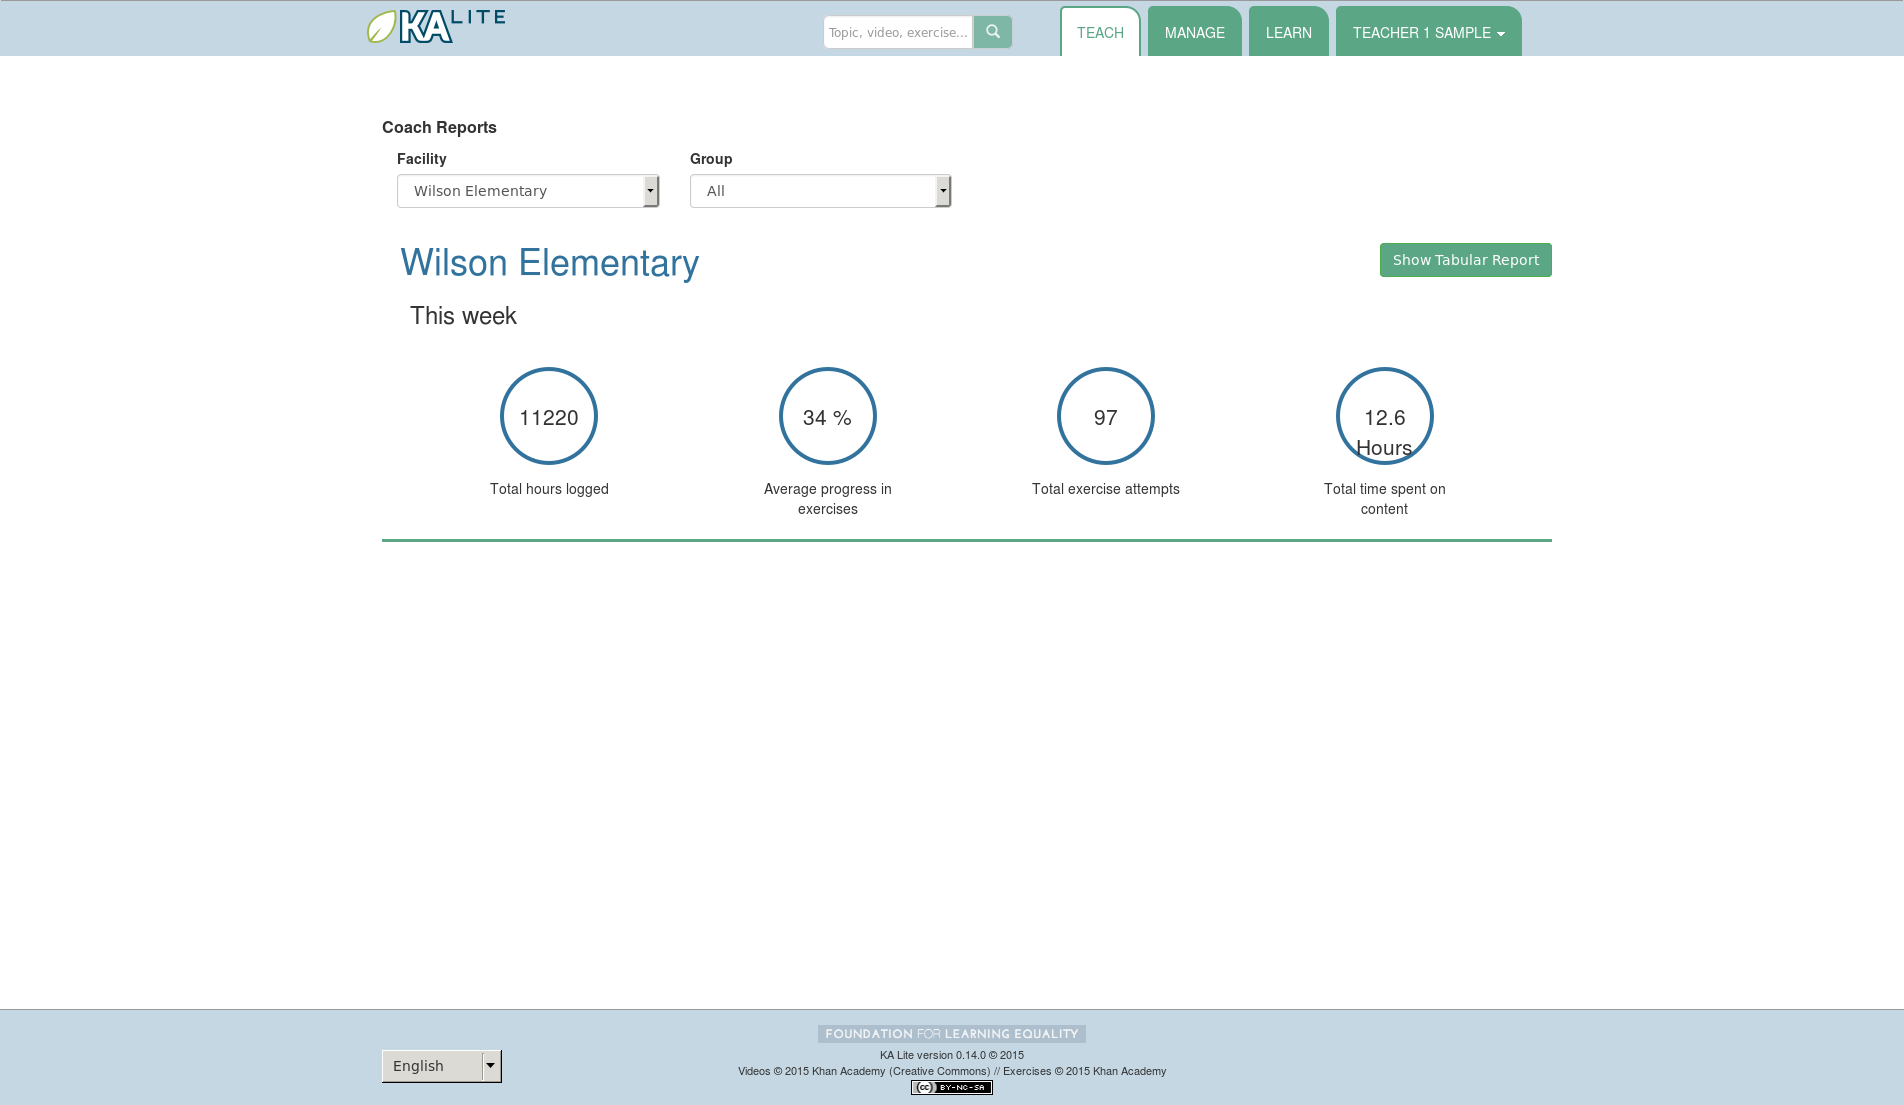 KA LITE
Topic, video, exercise...
TEACH
MANAGE
LEARN
TEACHER 1 SAMPLE
Coach Reports
Facility
Group
Wilson Elementary
All
Wilson Elementary
Show Tabular Report
This week
11220
Total hours logged
34 %
Average progress in
exercises
97
Total exercise attempts
12.6
Hours
Total time spent on
content
FOUNDATION FOR LEARNING EQUALITY
English
KA Lite version 0.14.0 © 2015
Videos © 2015 Khan Academy (Creative Commons) // Exercises © 2015 Khan Academy
cc BY-NC-SA